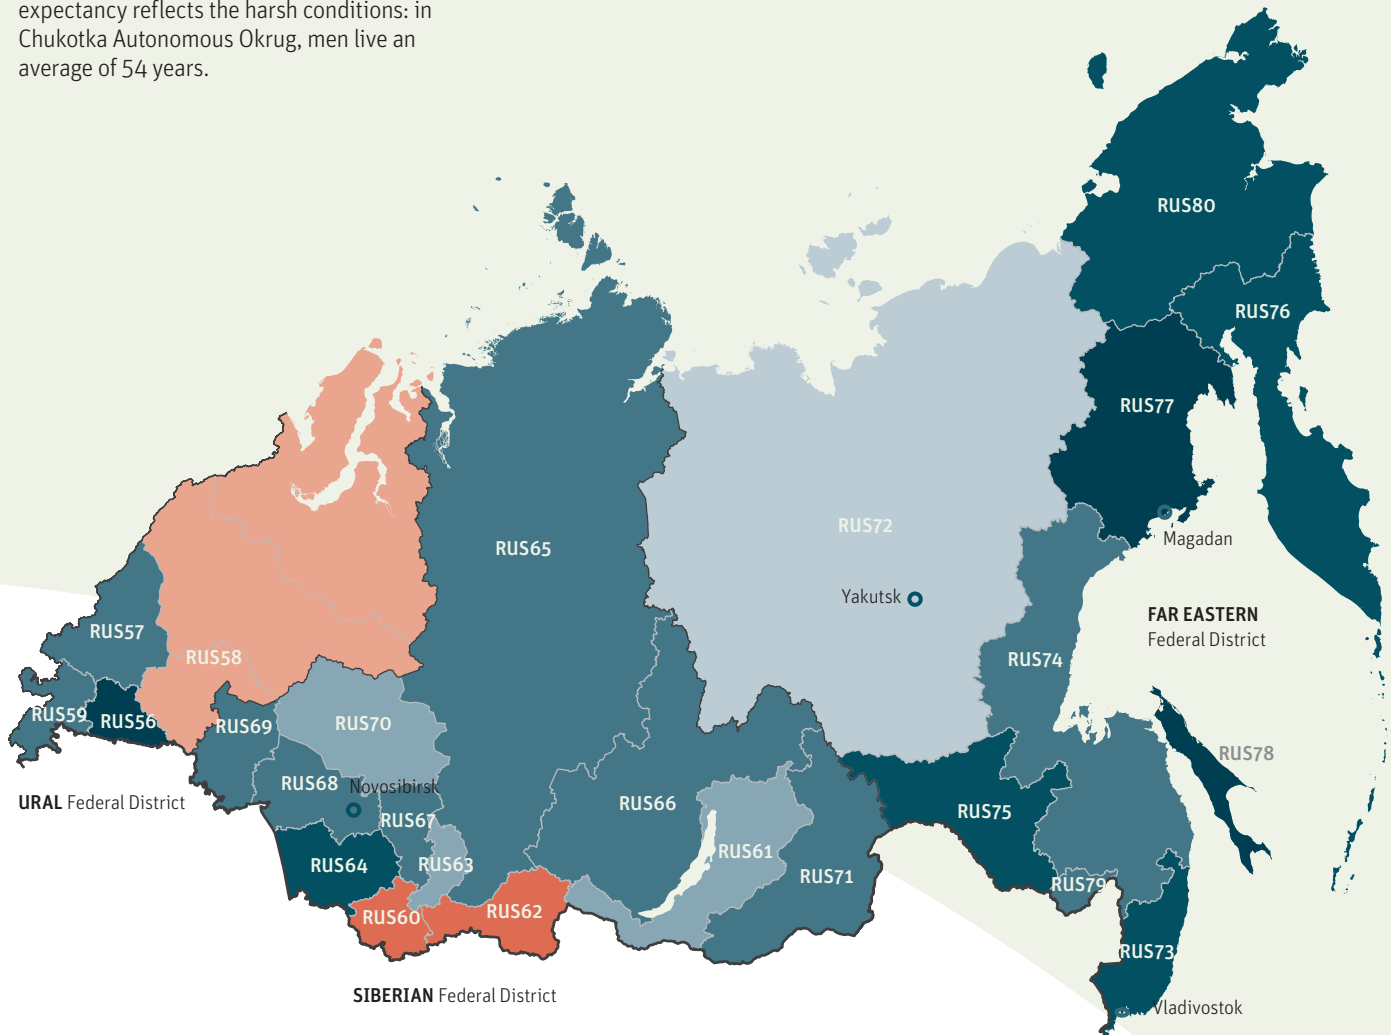 expectancy reflects the harsh conditions: in
Chukotka Autonomous Okrug, men live an
average of 54 years.
RUS80
RUS76
RUS77
Magadan
RUS65
RUS72
Yakutsk
FAR EASTERN
Federal District
RUS57
RUS58
RUS74
RUS59
RUS56
RUS69
RUS70
RUS78
RUS68
Novosibirsk
URAL Federal District
RUS66
RUS75
RUS67
RUS64
RUS63
RUS61
RUS71
RUS79
RUS60
RUS62
RUS73
SIBERIAN Federal District
Vladivostok